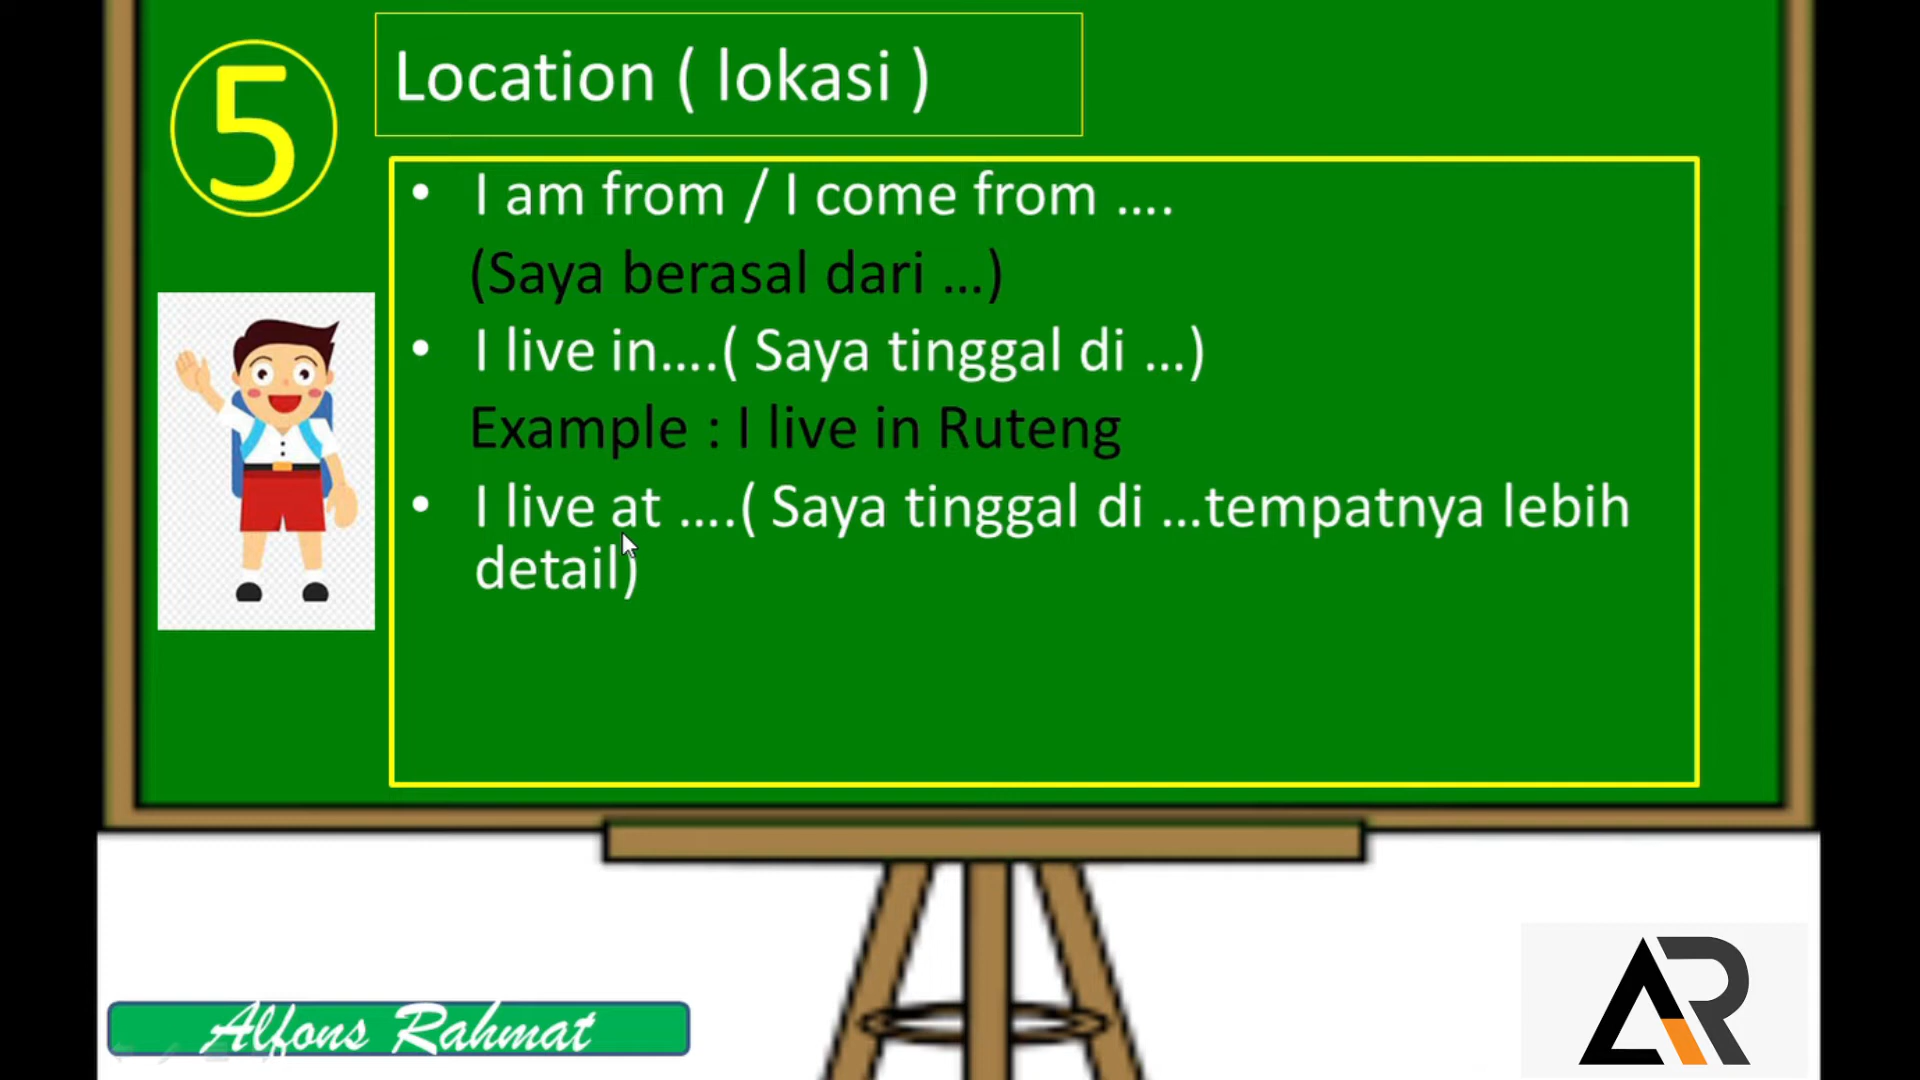 5
Location ( lokasi )
• I am from / I come from ....
(Saya berasal dari ...)
• I live in....( Saya tinggal di ...)
Example : I live in Ruteng
• I live at ....( Saya tinggal di ...tempatnya lebih
detail)
Alfons Rahmat
AR